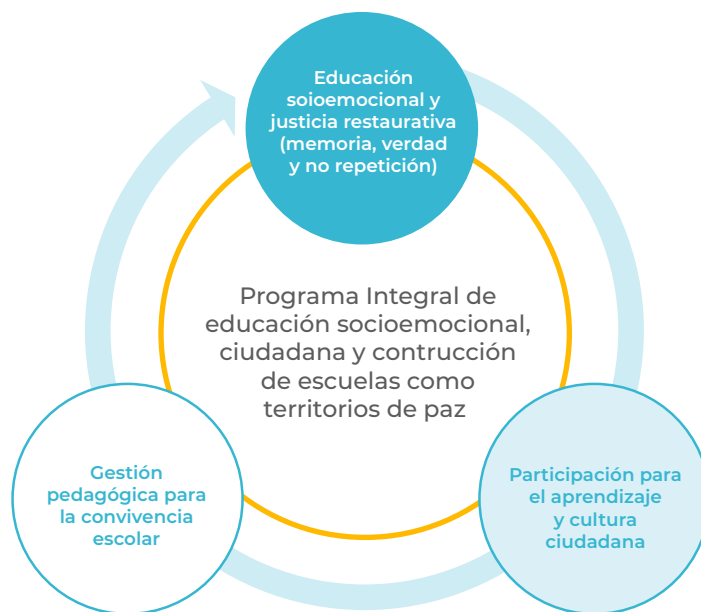 Educación
soioemocional y
justicia restaurativa
(memoria, verdad
y no repetición)
Programa Integral de
educación socioemocional,
ciudadana y contrucción
de escuelas como
territorios de paz
Gestión
pedagógica para
la convivencia
escolar
Participación para
el aprendizaje
y cultura
ciudadana